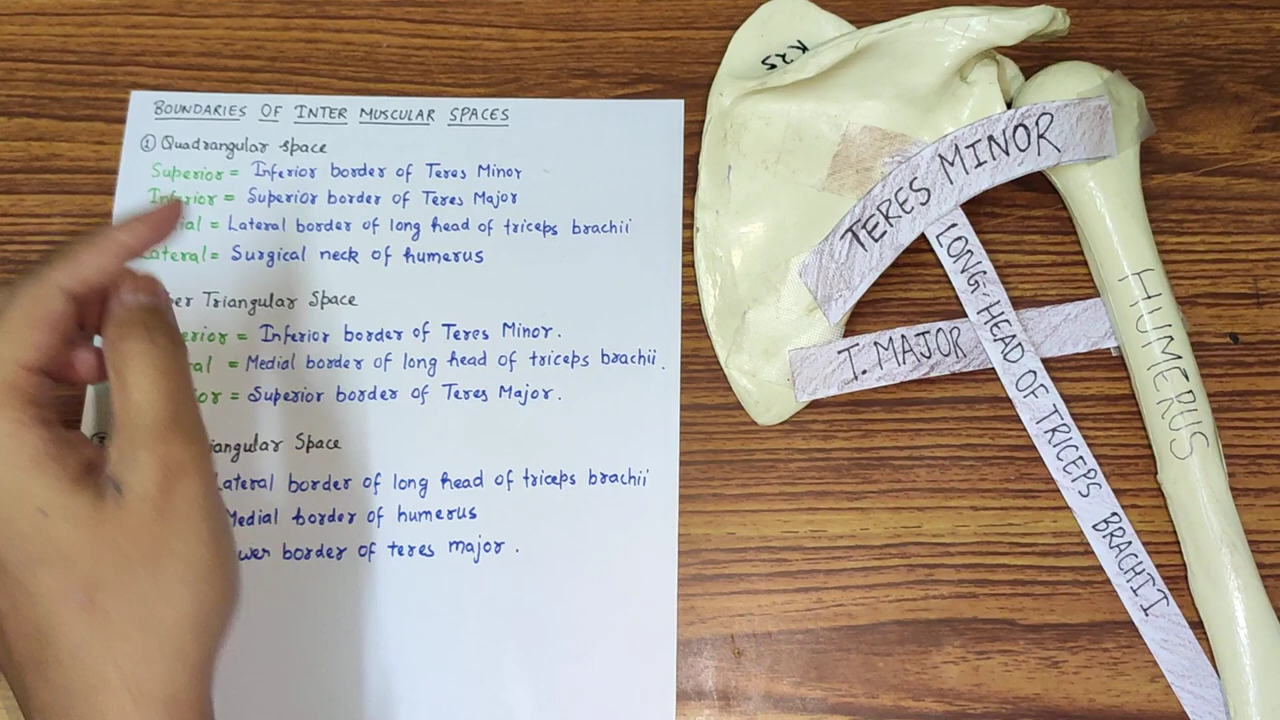 BOUNDARIES OF INTER MUSCULAR SPACES
① Quadrangular space
Superior = Inferior border of Teres Minor
Inferior = Superior border of Teres Major
= Lateral border of long head of triceps brachii
Lateral = Surgical neck of humerus
Triangular Space
= Inferior border of Teres Minor.
= Medial border of long head of triceps brachii.
= Superior border of Teres Major.
Space
Lateral border of long head of triceps brachii
Medial border of humerus
border of teres major.
K25
TERES MINOR
LONG-HEAD OF TRICEPS BRACHII
T. MAJOR
HUMERUS